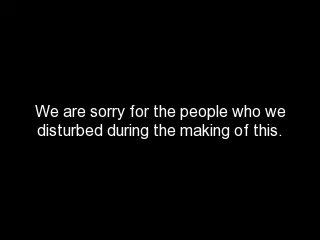 We are sorry for the people who we
disturbed during the making of this.